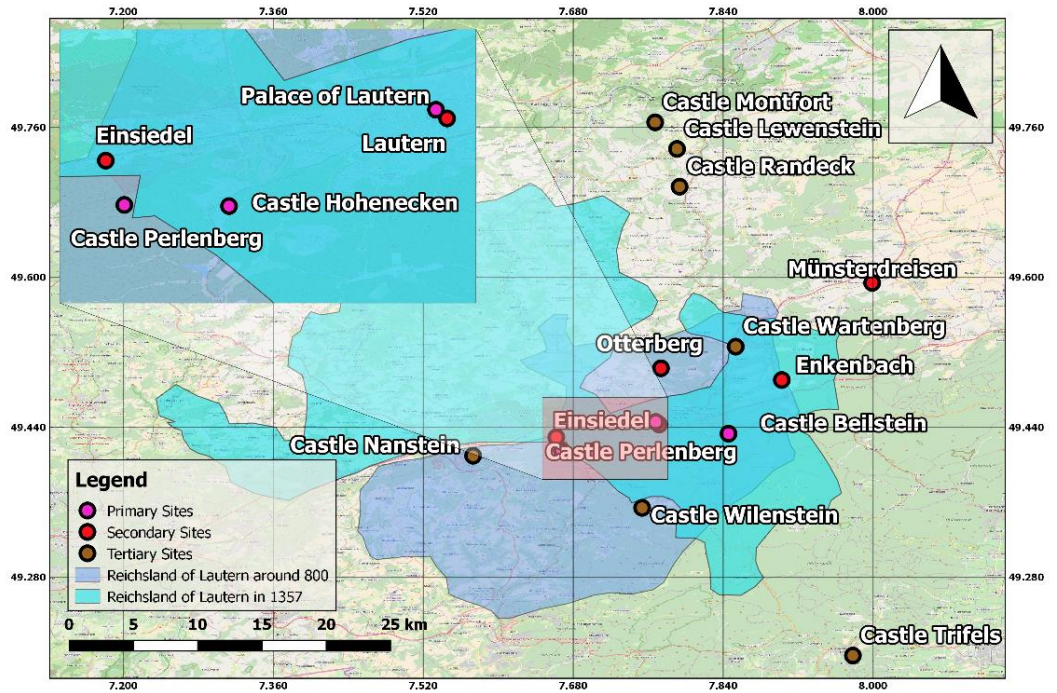 7.200 7.360 7.520 7.680 7.840 8.000
Palace of Lautern
Einsiedel
Lautern
Castle Hohenecken
Castle Perlenberg
Castle Montfort
49.760 49.760
Castle Lewenstein
Castle Randeck
Münsterdreisen
49.600 49.600
Castle Wartenberg
Otterberg
Enkenbach
Einsiedel
Castle Beilstein
49.440 49.440
Castle Nanstein
Castle Perlenberg
Castle Wilenstein
Legend
Primary Sites
Secondary Sites
Tertiary Sites
Reichsland of Lautern around 800
Reichsland of Lautern in 1357
49.280 49.280
0 5 10 15 20 25 km
Castle Trifels
7.200 7.360 7.520 7.680 7.840 8.000